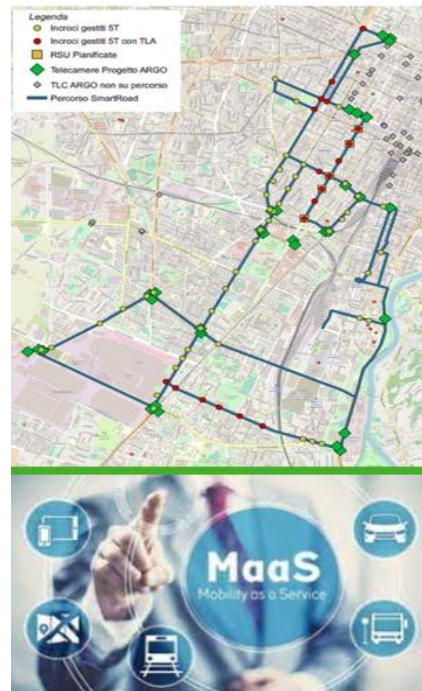 Legenda
Incroci gestiti 5T
Incroci gestiti 5T con TLA
RSU Planificate
Telecamere Progetto ARGO
TLC ARGO non su percorso
Percorso SmartRoad
MaaS
Mobility as a Service